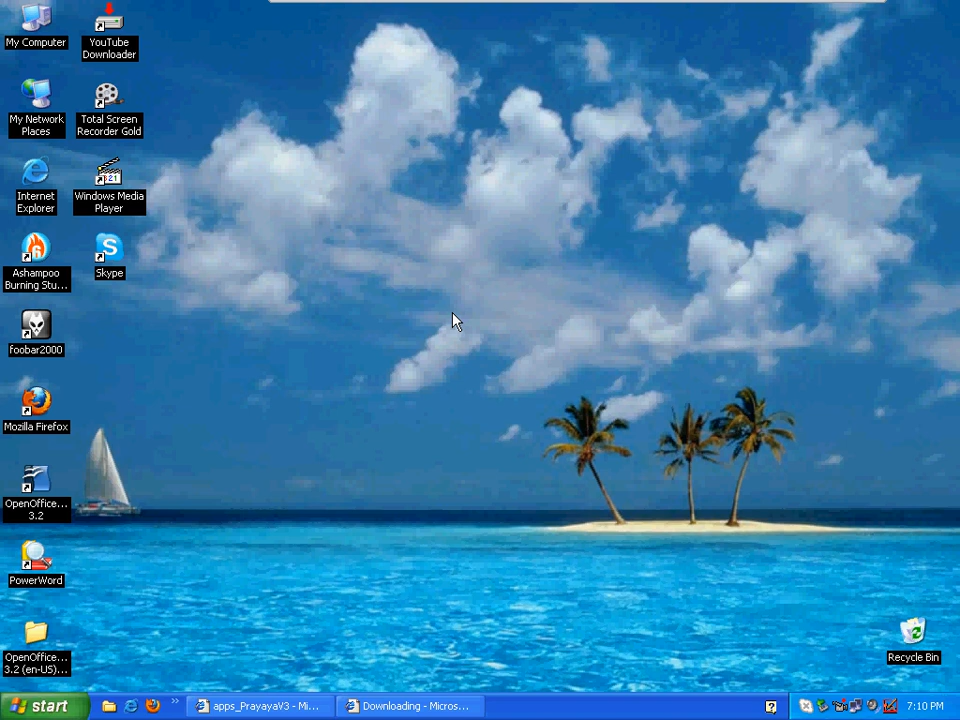 My Computer
YouTube
Downloader
My Network
Places
Total Screen
Recorder Gold
Internet
Explorer
Windows Media
Player
321
Ashampoo
Burning Stu...
Skype
foobar2000
Mozilla Firefox
OpenOffice...
3.2
PowerWord
OpenOffice...
3.2 (en-US)...
Recycle Bin
start
apps_PrayayaV3 - Mi...
Downloading - Micros...
7:10 PM